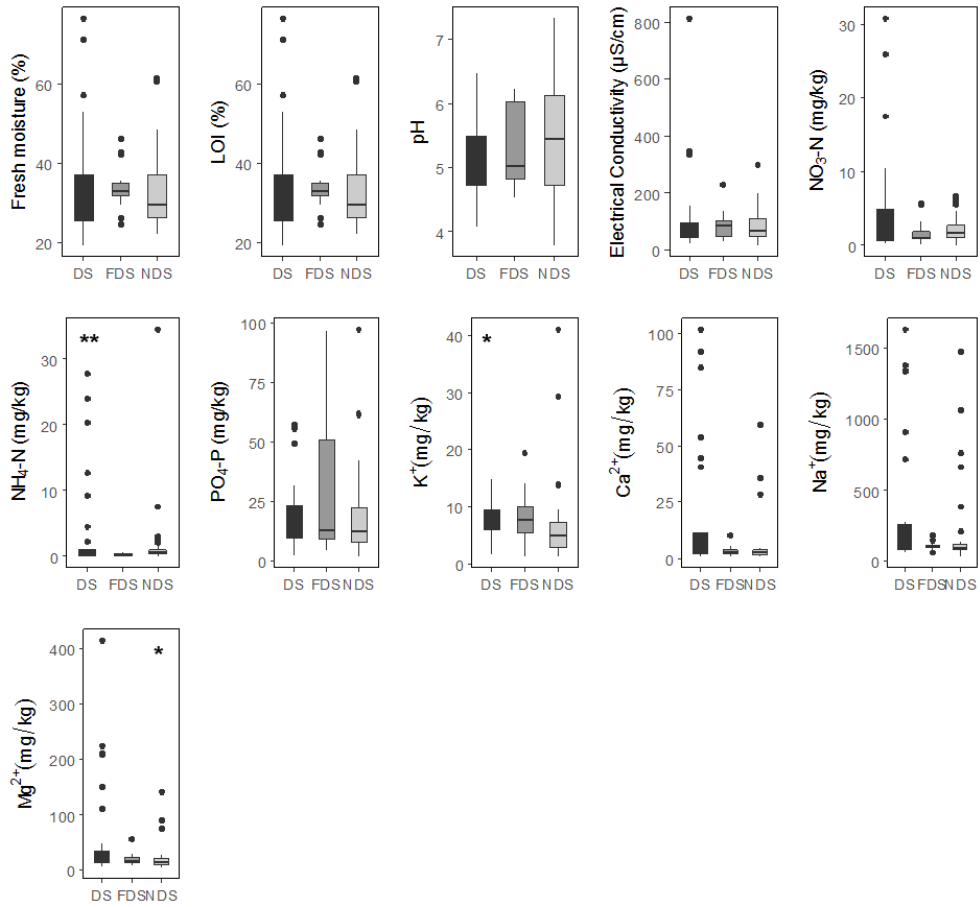 Fresh moisture (%)
60
40
20
DS FDS NDS
LOI (%)
60
40
20
DS FDS NDS
pH
7
6
5
4
DS FDS NDS
Electrical Conductivity (µS/cm)
800
600
400
200
0
DS FDS NDS
NO₃-N (mg/kg)
30
20
10
0
DS FDS NDS
NH₄-N (mg/kg)
**
30
20
10
0
DS FDS NDS
PO₄-P (mg/kg)
100
75
50
25
0
DS FDS NDS
K⁺(mg/kg)
*
40
30
20
10
0
DS FDS NDS
Ca²⁺(mg/kg)
100
75
50
25
0
DS FDS NDS
Na⁺(mg/kg)
1500
1000
500
0
DS FDS NDS
Mg²⁺(mg/kg)
*
400
300
200
100
0
DS FDS NDS